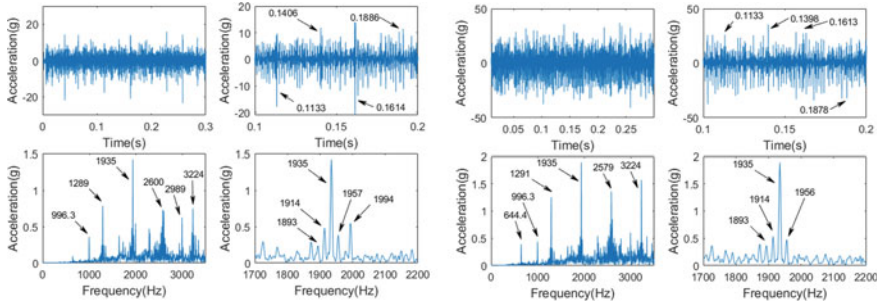 20
0
-20
Acceleration(g)
0 0.1 0.2 0.3
Time(s)
20
10
0
-10
-20
Acceleration(g)
0.1406
0.1886
0.1133
0.1614
0.1 0.15 0.2
Time(s)
50
0
-50
Acceleration(g)
0.05 0.1 0.15 0.2 0.25
Time(s)
50
0
-50
Acceleration(g)
0.1133
0.1398
0.1613
0.1878
0.1 0.15 0.2
Time(s)
1.5
1
0.5
0
Acceleration(g)
996.3
1289
1935
2600
2989
3224
0 1000 2000 3000
Frequency(Hz)
1.5
1
0.5
0
Acceleration(g)
1935
1914
1893
1957
1994
1700 1800 1900 2000 2100 2200
Frequency(Hz)
2
1.5
1
0.5
0
Acceleration(g)
644.4
996.3
1291
1935
2579
3224
0 1000 2000 3000
Frequency(Hz)
2
1.5
1
0.5
0
Acceleration(g)
1935
1914
1893
1956
1700 1800 1900 2000 2100 2200
Frequency(Hz)